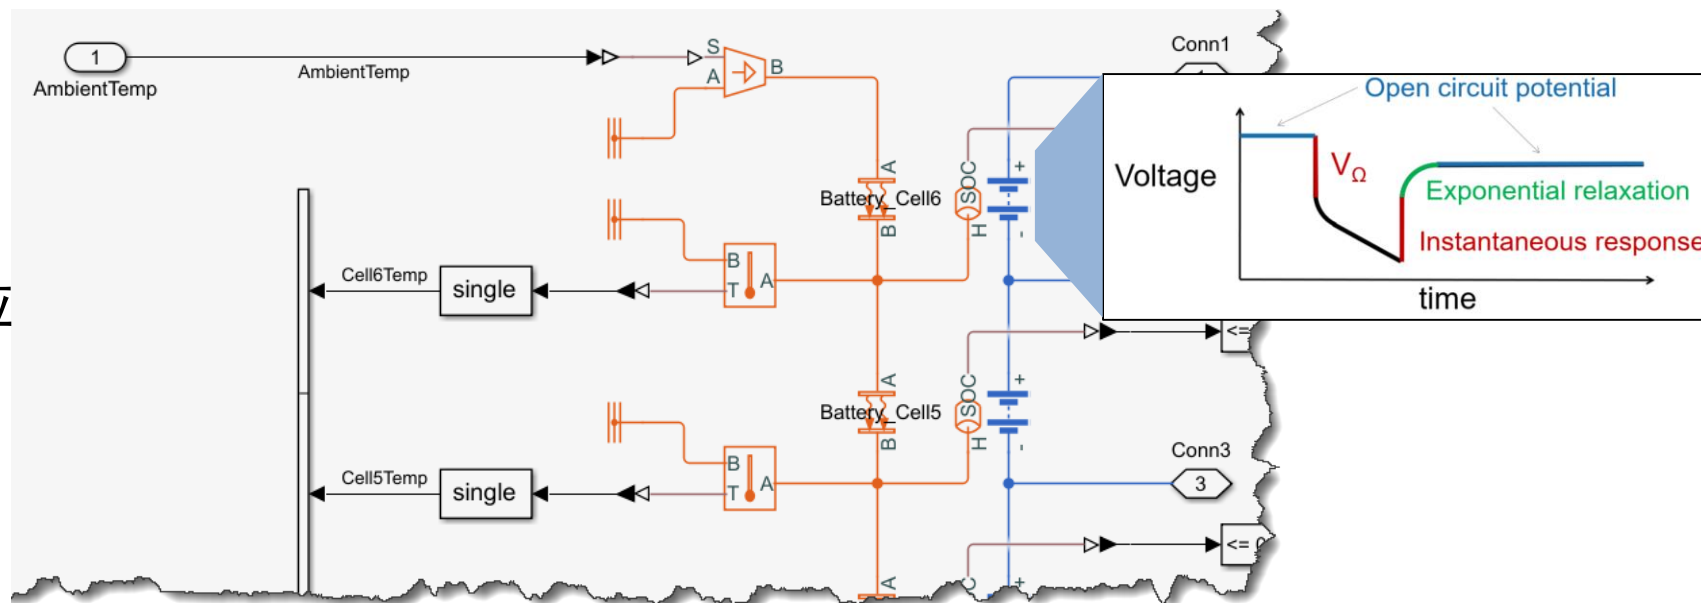 1
AmbientTemp
AmbientTemp
S
A
B
Conn1
Open circuit potential
Voltage
VΩ
Exponential relaxation
Instantaneous response
time
A
Battery_Cell6
B
SOC
H
+
-
B
T
A
Cell6Temp
single
<=
A
Battery_Cell5
B
SOC
H
+
-
Conn3
3
B
T
A
Cell5Temp
single
<=
A
C
+